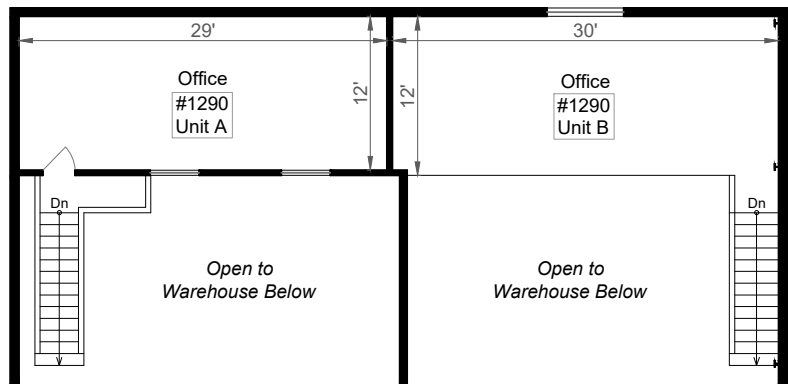 29'
30'
Office
#1290
Unit A
12'
12'
Office
#1290
Unit B
Dn
Dn
Open to
Warehouse Below
Open to
Warehouse Below